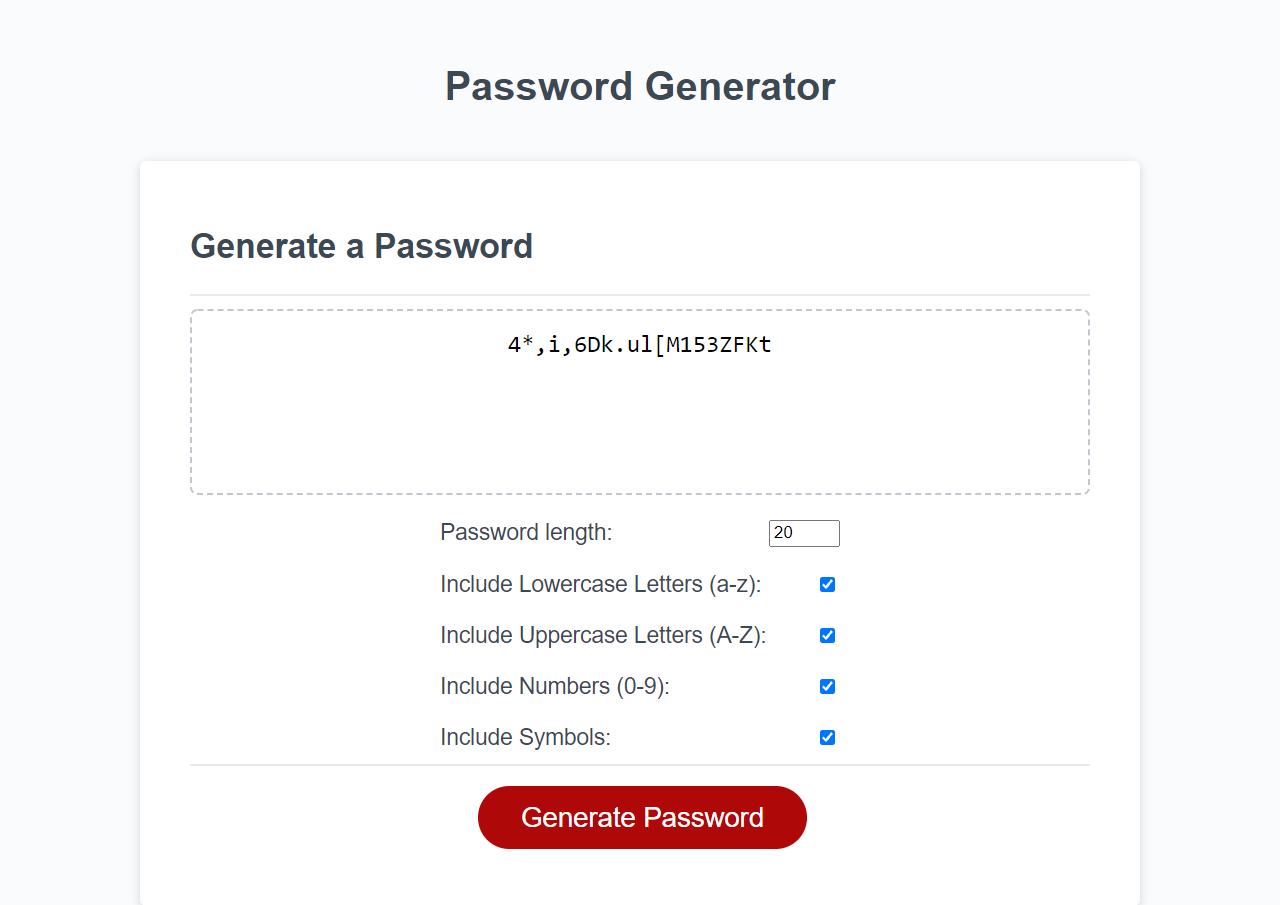 Password Generator
Generate a Password
4*,i,6Dk.ul[M153ZFKt
Password length: 20
Include Lowercase Letters (a-z):
Include Uppercase Letters (A-Z):
Include Numbers (0-9):
Include Symbols:
Generate Password